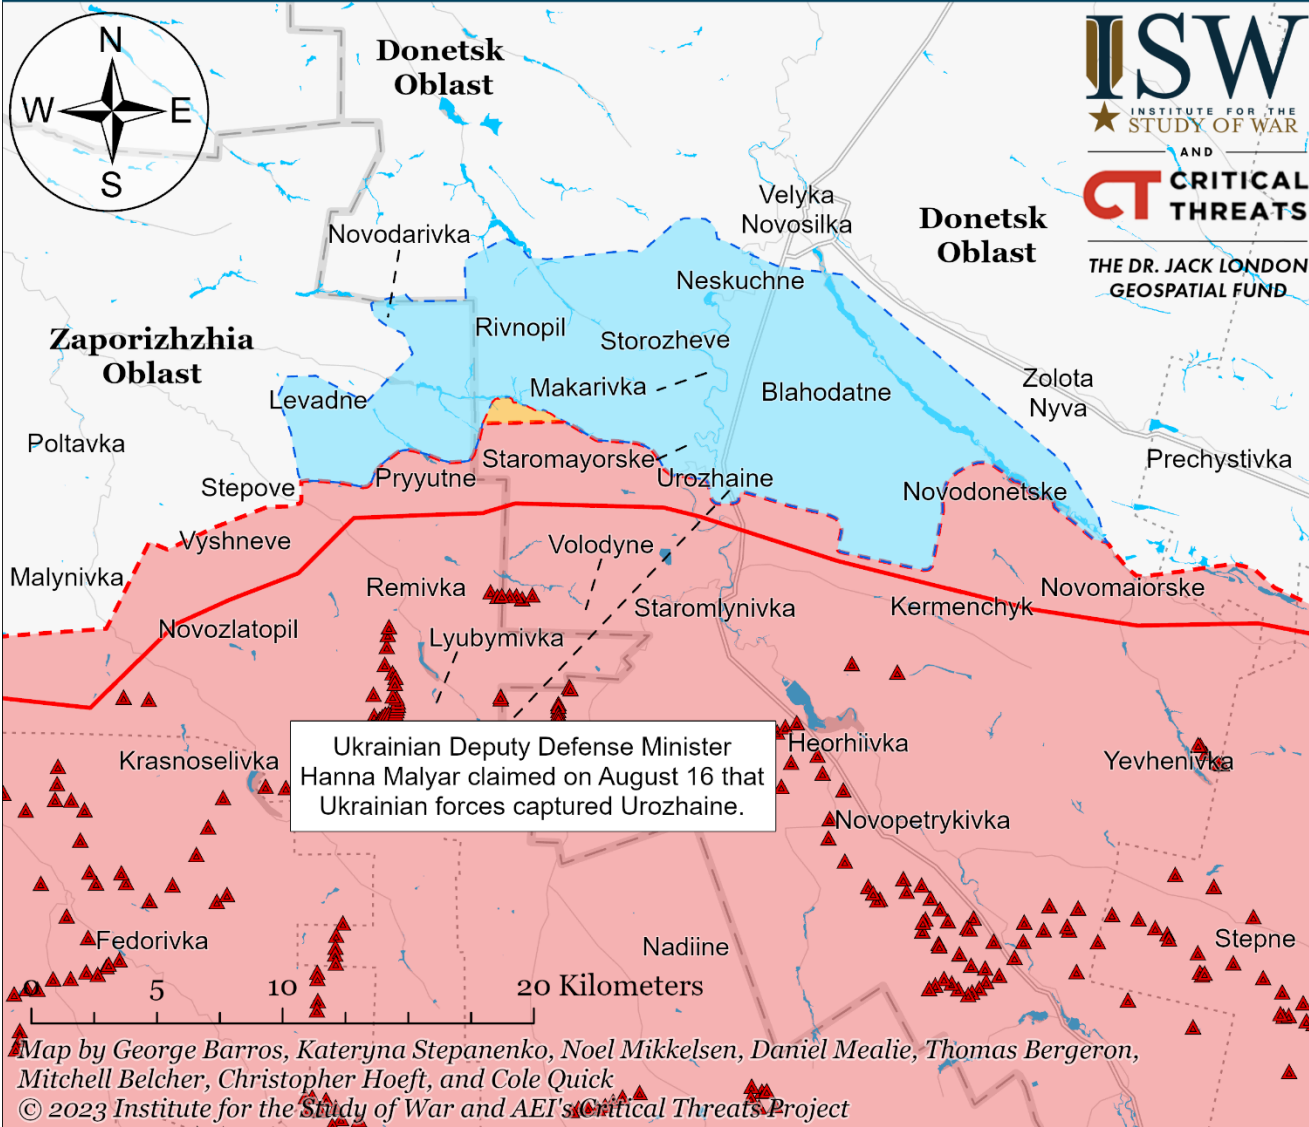 N
W
E
S
Donetsk
Oblast
ISW
INSTITUTE FOR THE
STUDY OF WAR
AND
CT CRITICAL
THREATS
THE DR. JACK LONDON
GEOSPATIAL FUND
Velyka
Novosilka
Donetsk
Oblast
Novodarivka
Neskuchne
Zaporizhzhia
Oblast
Rivnopil
Storozheve
Levadne
Makarivka
Blahodatne
Zolota
Nyva
Poltavka
Staromayorske
Prechystivka
Stepove
Pryyutne
Urozhaine
Novodonetske
Vyshneve
Volodyne
Malynivka
Remivka
Staromlynivka
Kermenchyk
Novomaiorske
Novozlatopil
Lyubymivka
Krasnoselivka
Heorhiivka
Yevhenivka
Ukrainian Deputy Defense Minister
Hanna Malyar claimed on August 16 that
Ukrainian forces captured Urozhaine.
Novopetrykivka
Fedorivka
Nadiine
Stepne
0 5 10 20 Kilometers
Map by George Barros, Kateryna Stepanenko, Noel Mikkelsen, Daniel Mealie, Thomas Bergeron,
Mitchell Belcher, Christopher Hoeft, and Cole Quick
© 2023 Institute for the Study of War and AEI's Critical Threats Project